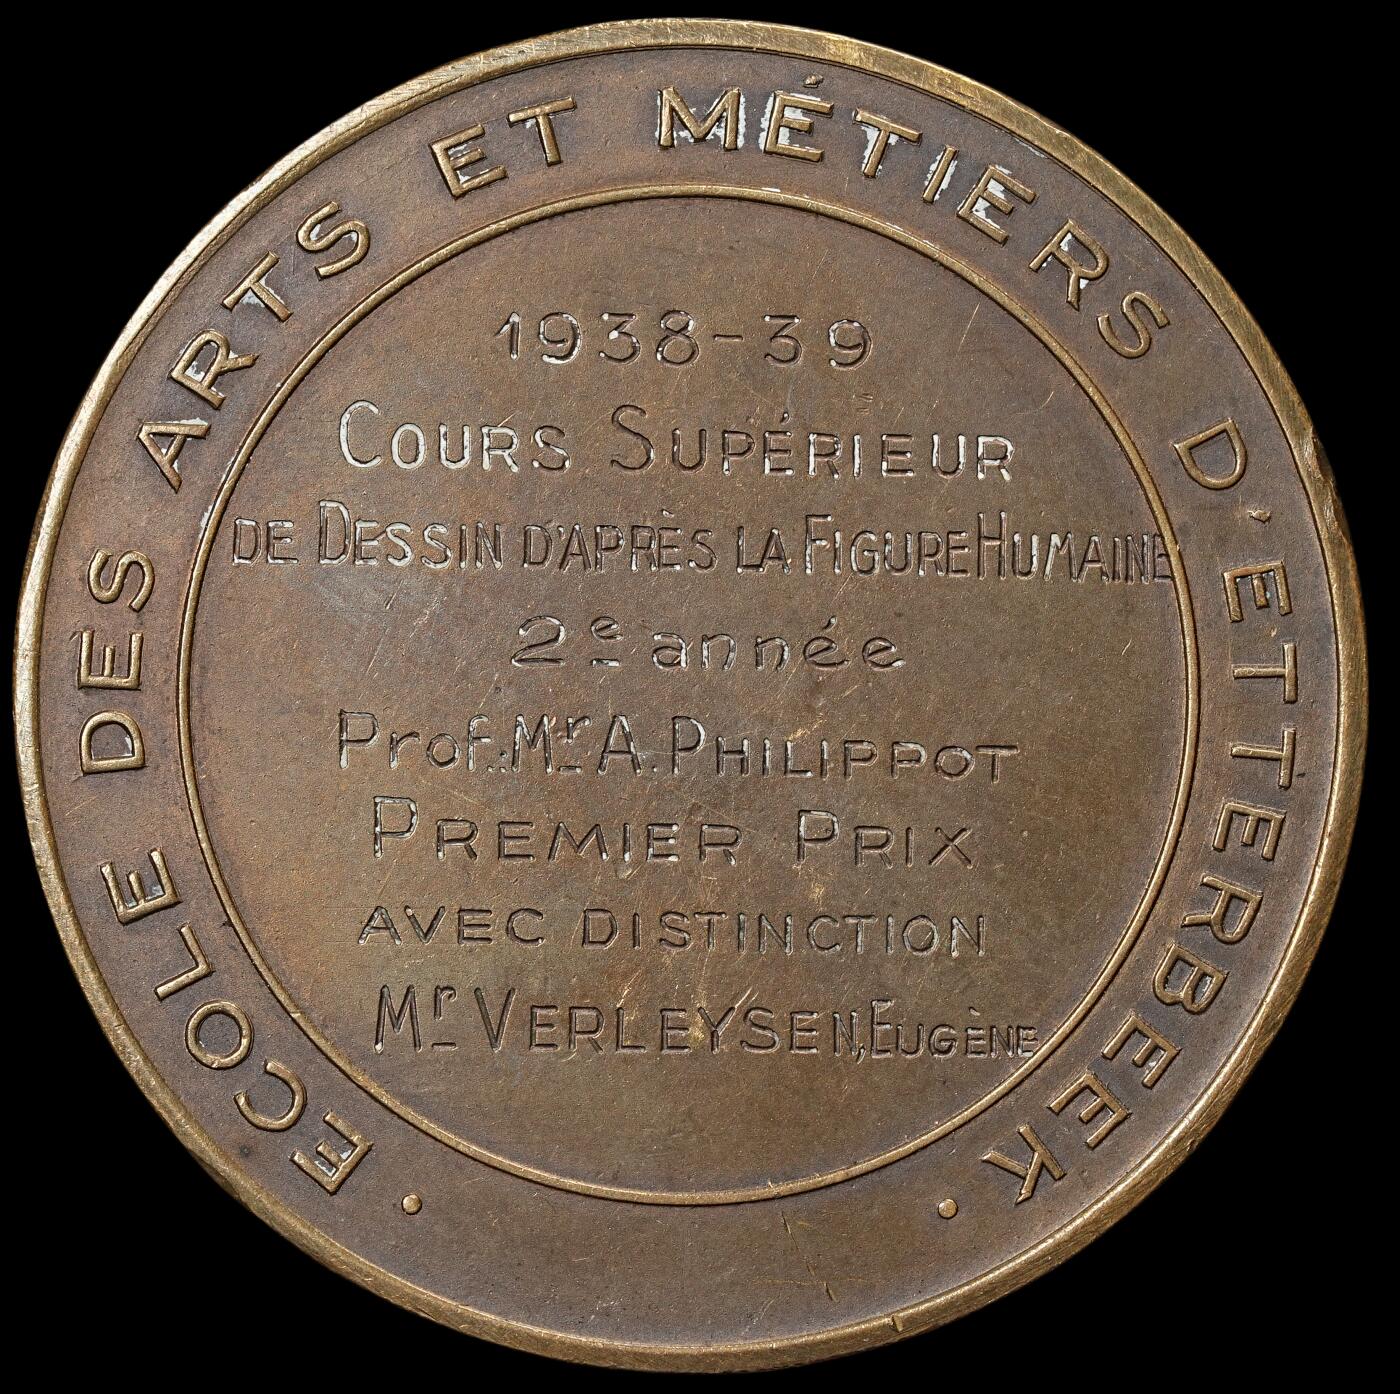 ECOLE DES ARTS ET MÉTIERS D'ETTERBEEK
1938-39
COURS SUPÉRIEUR
DE DESSIN D'APRÈS LA FIGURE HUMAINE
2e année
Prof.: Mr A. PHILIPPOT
PREMIER PRIX
AVEC DISTINCTION
Mr VERLEYSEN, EUGÈNE